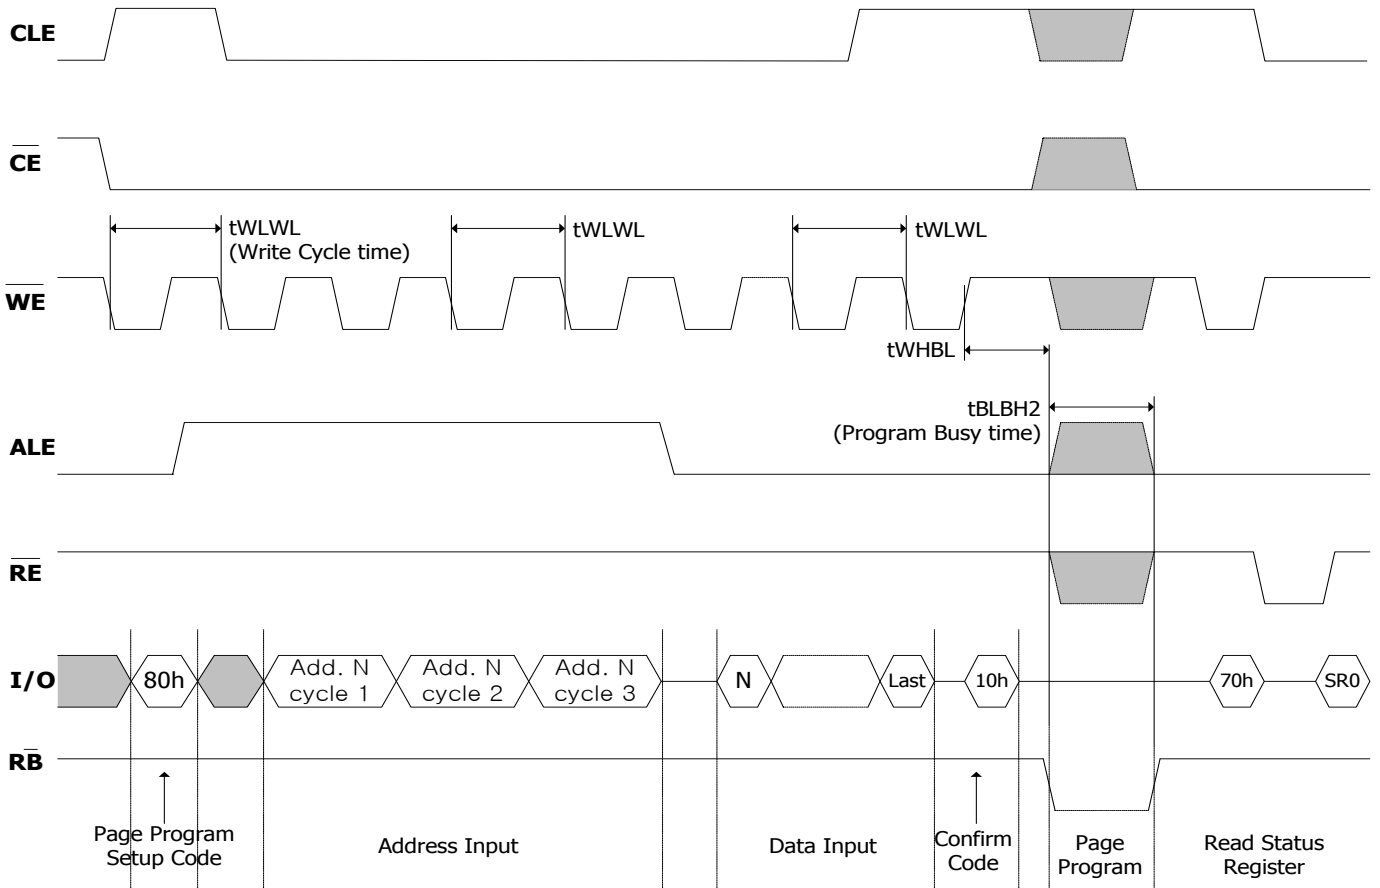 CLE
CE
tWLWL
(Write Cycle time)
tWLWL
tWLWL
WE
tWHBL
tBLBH2
(Program Busy time)
ALE
RE
I/O
80h
Add. N
cycle 1
Add. N
cycle 2
Add. N
cycle 3
N
Last
10h
70h
SR0
RB
Page Program
Setup Code
Address Input
Data Input
Confirm
Code
Page
Program
Read Status
Register